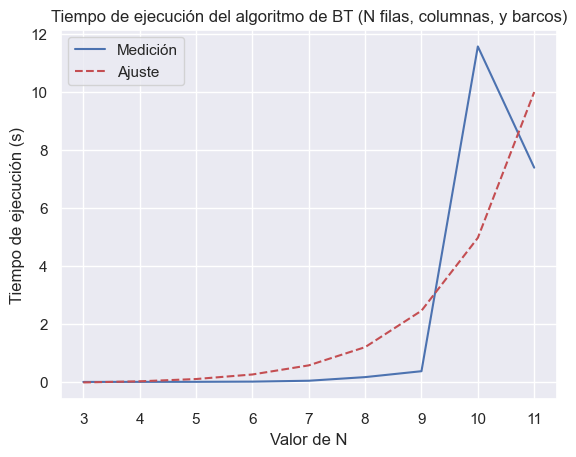 Tiempo de ejecución del algoritmo de BT (N filas, columnas, y barcos)
Medición
Ajuste
Tiempo de ejecución (s)
12
10
8
6
4
2
0
3 4 5 6 7 8 9 10 11
Valor de N